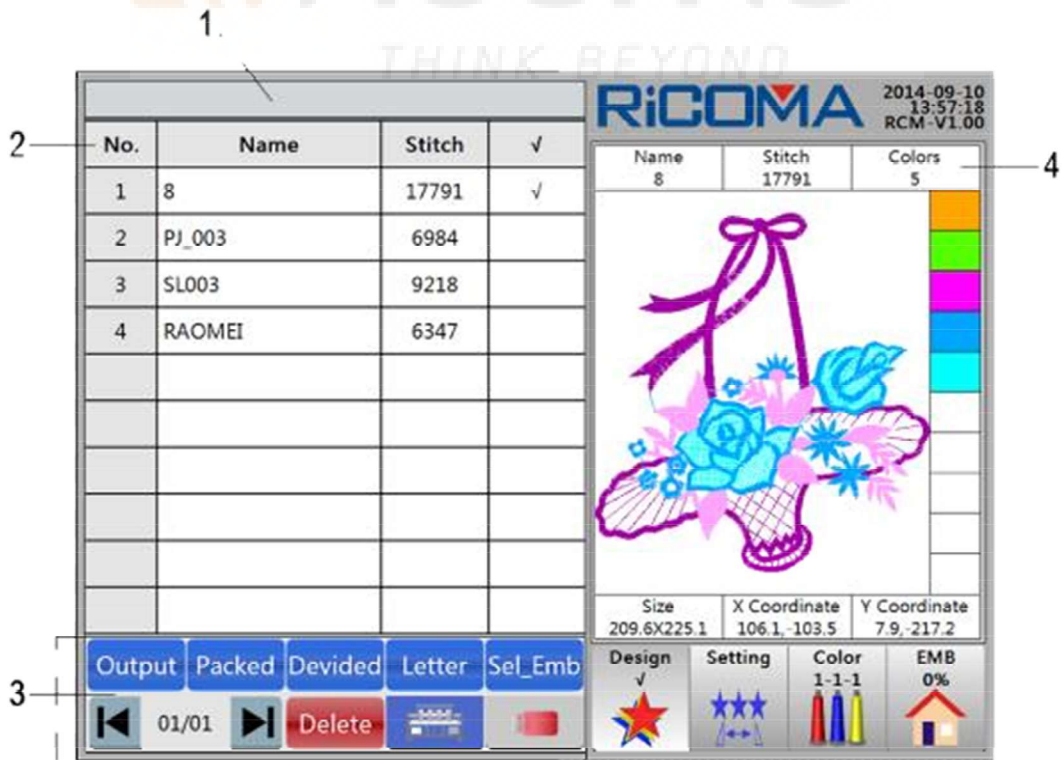 1.
THINK BEYOND
RiCOMA
2014-09-10
13:57:18
RCM-V1.00
2
No. Name Stitch √
1 8 17791 √
2 PJ_003 6984
3 SL003 9218
4 RAOMEI 6347
Name Stitch Colors
8 17791 5
4
Size X Coordinate Y Coordinate
209.6X225.1 106.1,-103.5 7.9,-217.2
3
Output Packed Devided Letter Sel_Emb
01/01 Delete
Design Setting Color EMB
√ 1-1-1 0%